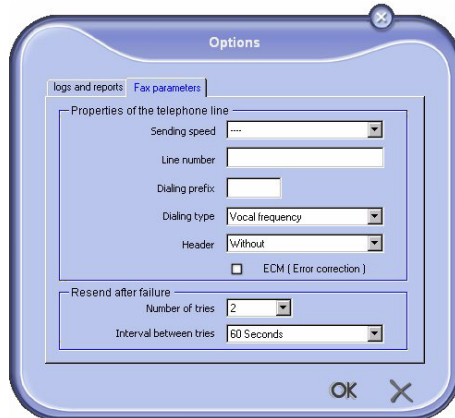 Options
logs and reports Fax parameters
Properties of the telephone line
Sending speed ----
Line number
Dialing prefix
Dialing type Vocal frequency
Header Without
ECM ( Error correction )
Resend after failure
Number of tries 2
Interval between tries 60 Seconds
OK